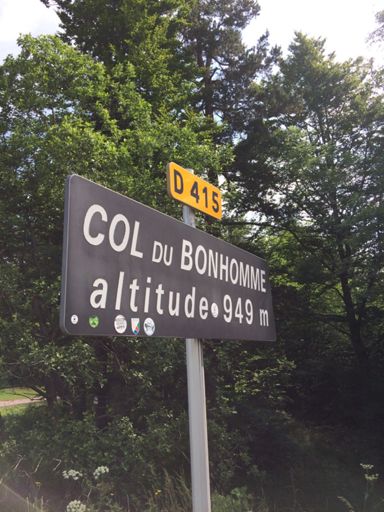 D 415
COL DU BONHOMME
altitude • 949 m